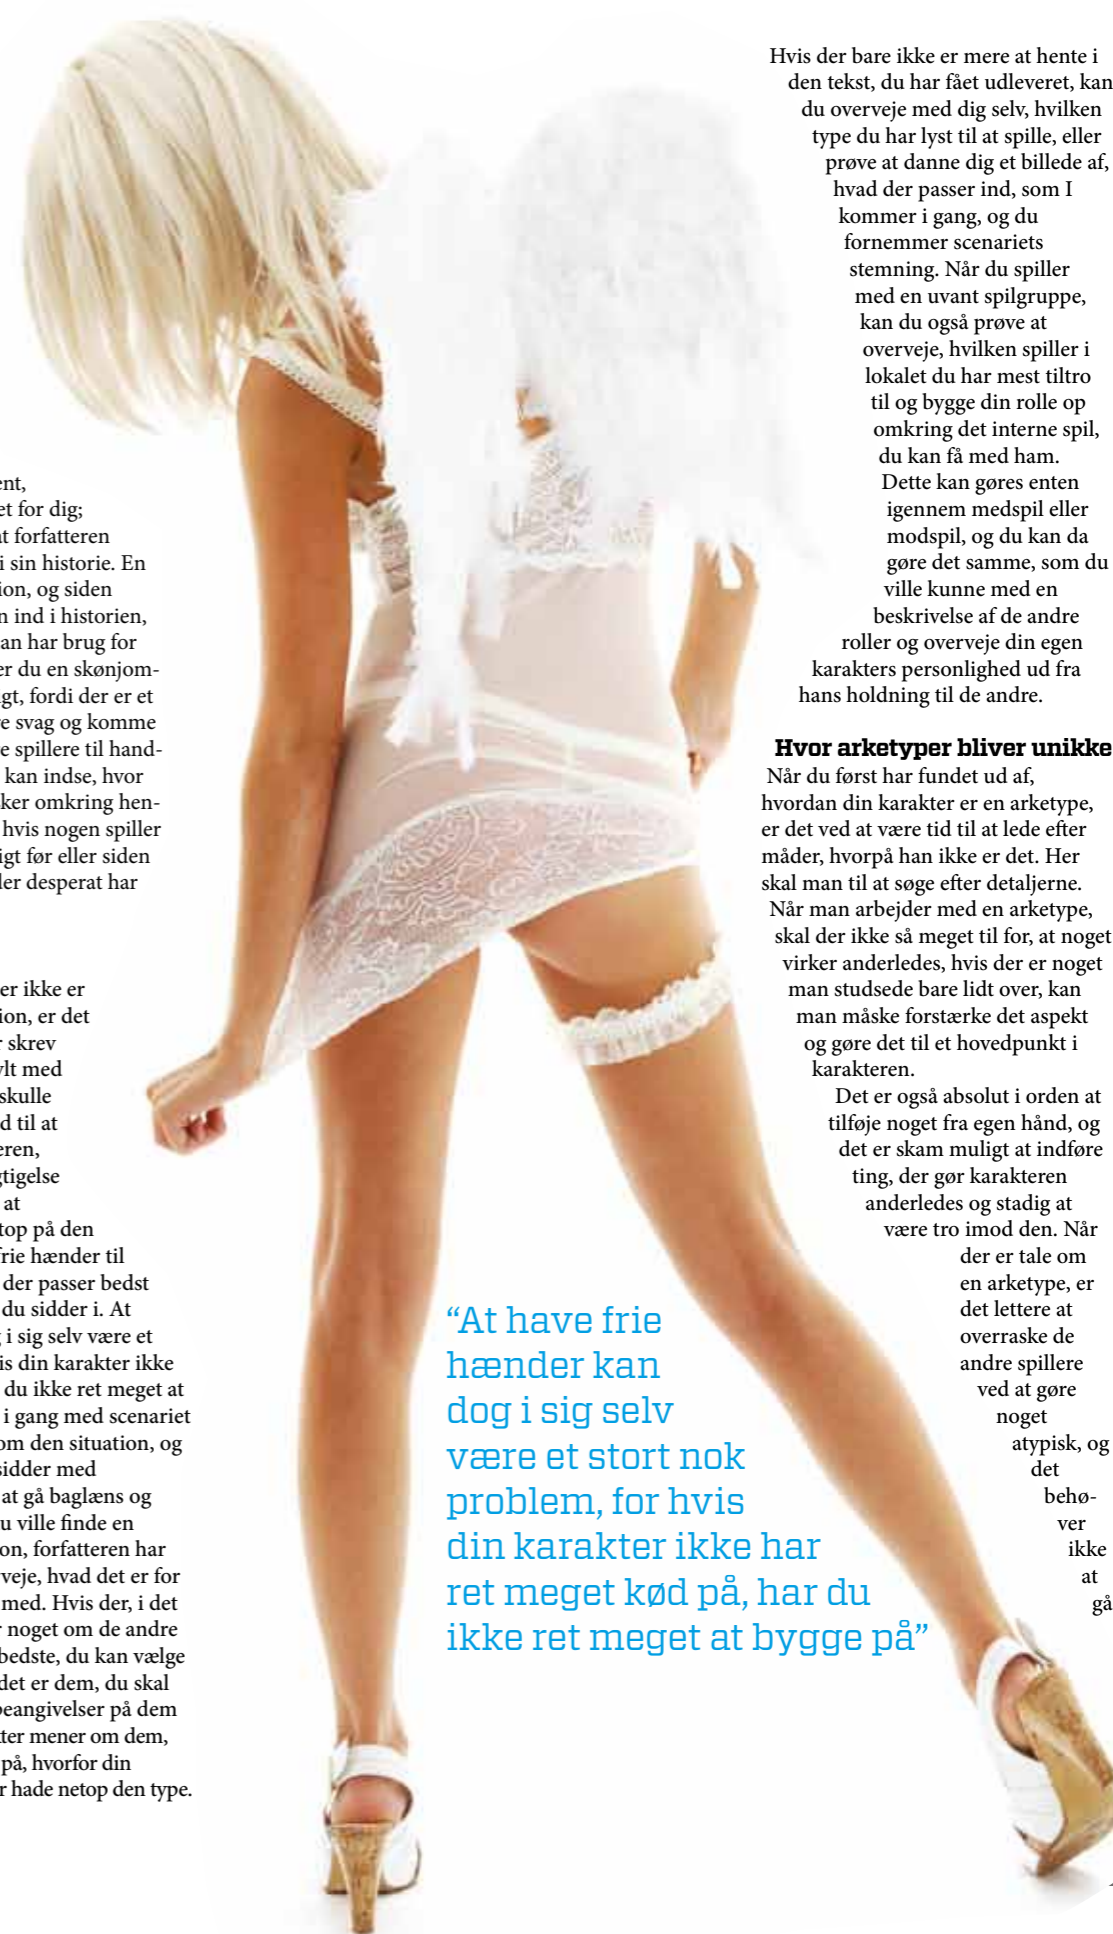 ent,
et for dig;
at forfatteren
i sin historie. En
ion, og siden
n ind i historien,
an har brug for
er du en skønjom-
gt, fordi der er et
e svag og komme
e spillere til hand-
kan indse, hvor
ker omkring hen-
hvis nogen spiller
igt før eller siden
ler desperat har
er ikke er
ion, er det
r skrev
ylt med
skulle
d til at
eren,
gtigelse
at
top på den
frie hænder til
der passer bedst
du sidder i. At
g i sig selv være et
is din karakter ikke
du ikke ret meget at
i gang med scenariet
om den situation, og
sidder med
at gå baglæns og
u ville finde en
on, forfatteren har
veje, hvad det er for
med. Hvis der, i det
r noget om de andre
bedste, du kan vælge
det er dem, du skal
beangivelser på dem
kter mener om dem,
på, hvorfor din
r hade netop den type.
“At have frie
hænder kan
dog i sig selv
være et stort nok
problem, for hvis
din karakter ikke har
ret meget kød på, har du
ikke ret meget at bygge på”
Hvis der bare ikke er mere at hente i
den tekst, du har fået udleveret, kan
du overveje med dig selv, hvilken
type du har lyst til at spille, eller
prøve at danne dig et billede af,
hvad der passer ind, som I
kommer i gang, og du
fornemmer scenariets
stemning. Når du spiller
med en uvant spilgruppe,
kan du også prøve at
overveje, hvilken spiller i
lokalet du har mest tiltro
til og bygge din rolle op
omkring det interne spil,
du kan få med ham.
Dette kan gøres enten
igennem medspil eller
modspil, og du kan da
gøre det samme, som du
ville kunne med en
beskrivelse af de andre
roller og overveje din egen
karakters personlighed ud fra
hans holdning til de andre.
Hvor arketyper bliver unikke
Når du først har fundet ud af,
hvordan din karakter er en arketype,
er det ved at være tid til at lede efter
måder, hvorpå han ikke er det. Her
skal man til at søge efter detaljerne.
Når man arbejder med en arketype,
skal der ikke så meget til for, at noget
virker anderledes, hvis der er noget
man studsede bare lidt over, kan
man måske forstærke det aspekt
og gøre det til et hovedpunkt i
karakteren.
Det er også absolut i orden at
tilføje noget fra egen hånd, og
det er skam muligt at indføre
ting, der gør karakteren
anderledes og stadig at
være tro imod den. Når
der er tale om
en arketype, er
det lettere at
overraske de
andre spillere
ved at gøre
noget
atypisk, og
det
behø-
ver
ikke
at
gå